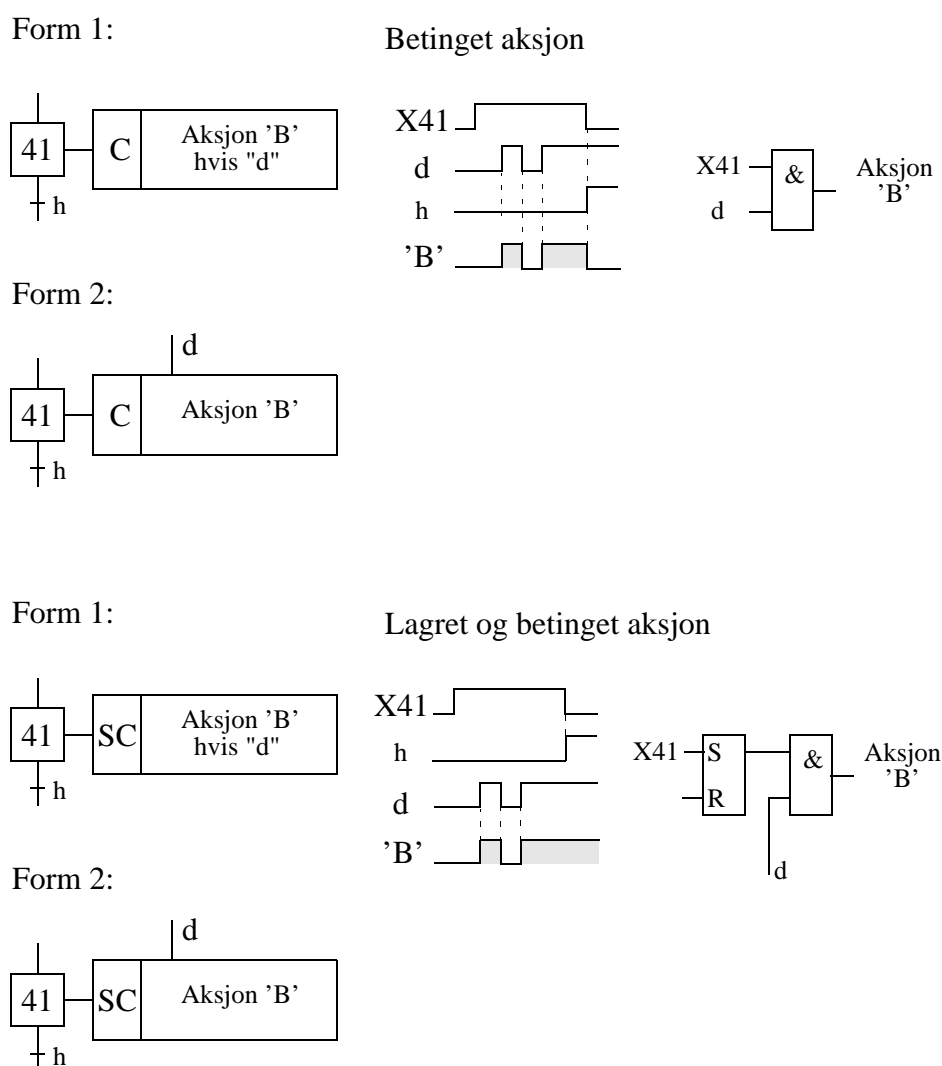 Form 1:
Betinget aksjon
41
C
Aksjon ’B’
hvis "d"
h
X41
d
h
’B’
X41
d
&
Aksjon
’B’
Form 2:
d
41
C
Aksjon ’B’
h
Form 1:
Lagret og betinget aksjon
41
SC
Aksjon ’B’
hvis "d"
h
X41
h
d
’B’
X41
S
R
&
d
Aksjon
’B’
Form 2:
d
41
SC
Aksjon ’B’
h